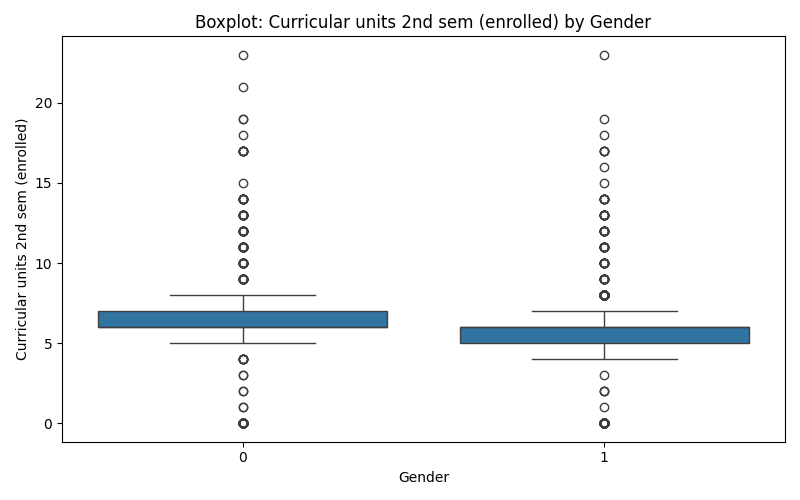 Boxplot: Curricular units 2nd sem (enrolled) by Gender
Curricular units 2nd sem (enrolled)
20
15
10
5
0
0 1
Gender